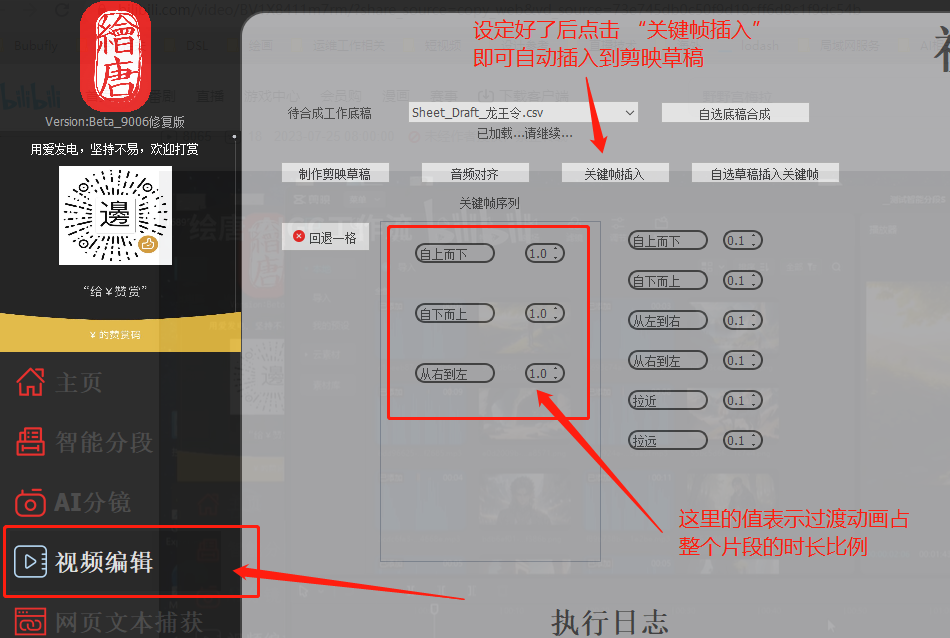 設定好了后点击 “关键帧插入”
即可自动插入到剪映草稿
繪唐
Version:Beta_9006修复版
用爱发电，坚持不易，欢迎打赏
邊
“给￥赞赏”
￥的赞赏码
主页
智能分段
AI分镜
视频编辑
网页文本捕获
待合成工作底稿
Sheet_Draft_龙王令.csv
自选底稿合成
已加载...请继续...
制作剪映草稿
音频对齐
关键帧插入
自选草稿插入关键帧
关键帧序列
回退一格
自上而下 1.0
自下而上 1.0
从右到左 1.0
自上而下 0.1
自下而上 0.1
从左到右 0.1
从右到左 0.1
拉近 0.1
拉远 0.1
这里的值表示过渡动画占
整个片段的时长比例
执行日志